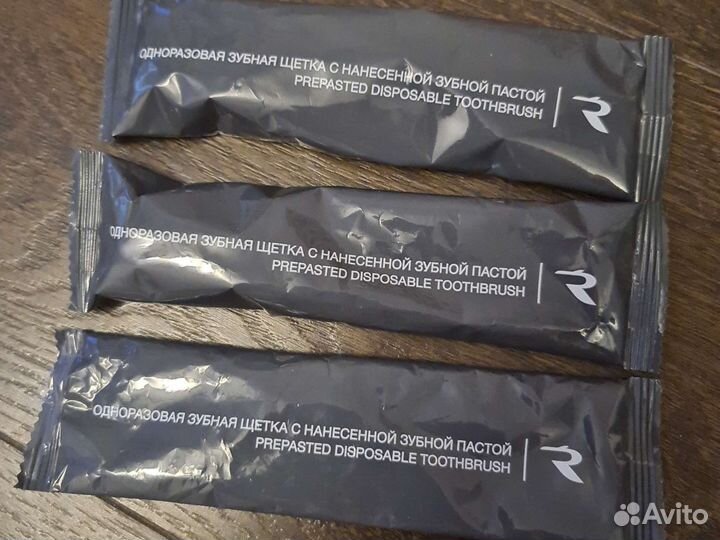 ОДНОРАЗОВАЯ ЗУБНАЯ ЩЕТКА С НАНЕСЕННОЙ ЗУБНОЙ ПАСТОЙ
PREPASTED DISPOSABLE TOOTHBRUSH
R
ОДНОРАЗОВАЯ ЗУБНАЯ ЩЕТКА С НАНЕСЕННОЙ ЗУБНОЙ ПАСТОЙ
PREPASTED DISPOSABLE TOOTHBRUSH
R
ОДНОРАЗОВАЯ ЗУБНАЯ ЩЕТКА С НАНЕСЕННОЙ ЗУБНОЙ ПАСТОЙ
PREPASTED DISPOSABLE TOOTHBRUSH
R
Avito